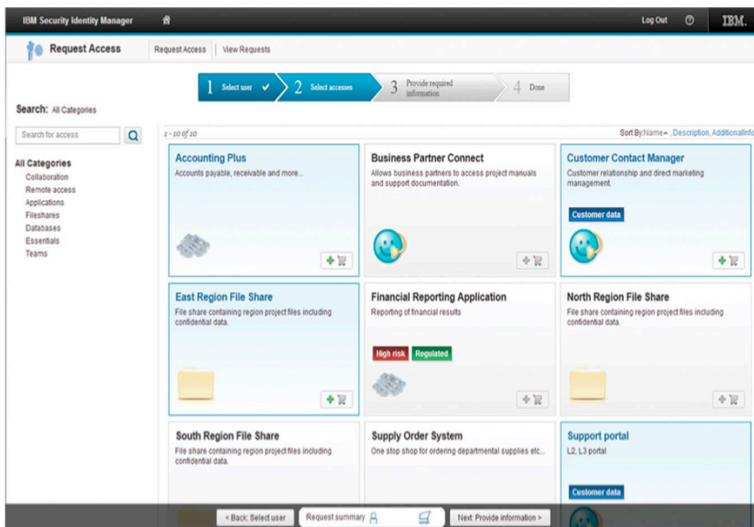 IBM Security Identity Manager
Log Out
IBM.
Request Access
Request Access
View Requests
1 Select user
2 Select accesses
3 Provide required
information
4 Done
Search: All Categories
Search for access
1 - 10 of 10
Sort By:Name , Description, AdditionalInfo
All Categories
Collaboration
Remote access
Applications
Fileshares
Databases
Essentials
Teams
Accounting Plus
Accounts payable, receivable and more...
Business Partner Connect
Allows business partners to access project manuals
and support documentation.
Customer Contact Manager
Customer relationship and direct marketing
management.
Customer data
East Region File Share
File share containing region project files including
confidential data.
Financial Reporting Application
Reporting of financial results
High risk
Regulated
North Region File Share
File share containing region project files including
confidential data.
South Region File Share
File share containing region project files including
confidential data.
Supply Order System
One stop shop for ordering departmental supplies etc...
Support portal
L2, L3 portal
Customer data
< Back: Select user
Request summary
Next: Provide information >